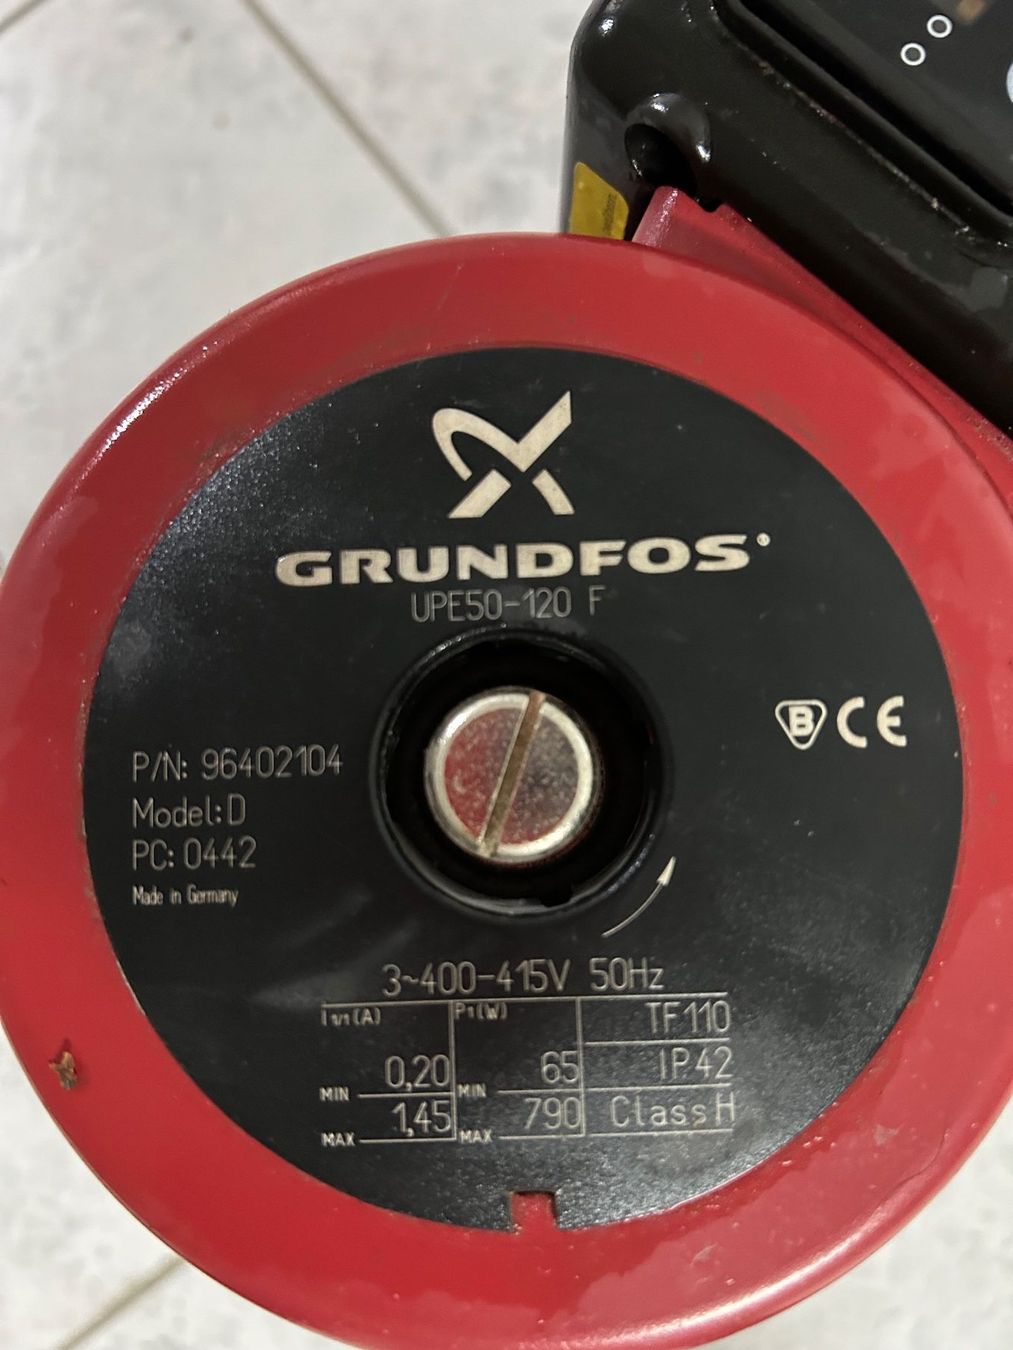 GRUNDFOS®
UPE50-120 F
B CE
P/N: 96402104
Model: D
PC: 0442
Made in Germany
3~400-415V 50Hz
I1/1(A) P1(W) TF110
MIN 0,20 MIN 65 IP42
MAX 1,45 MAX 790 Class H